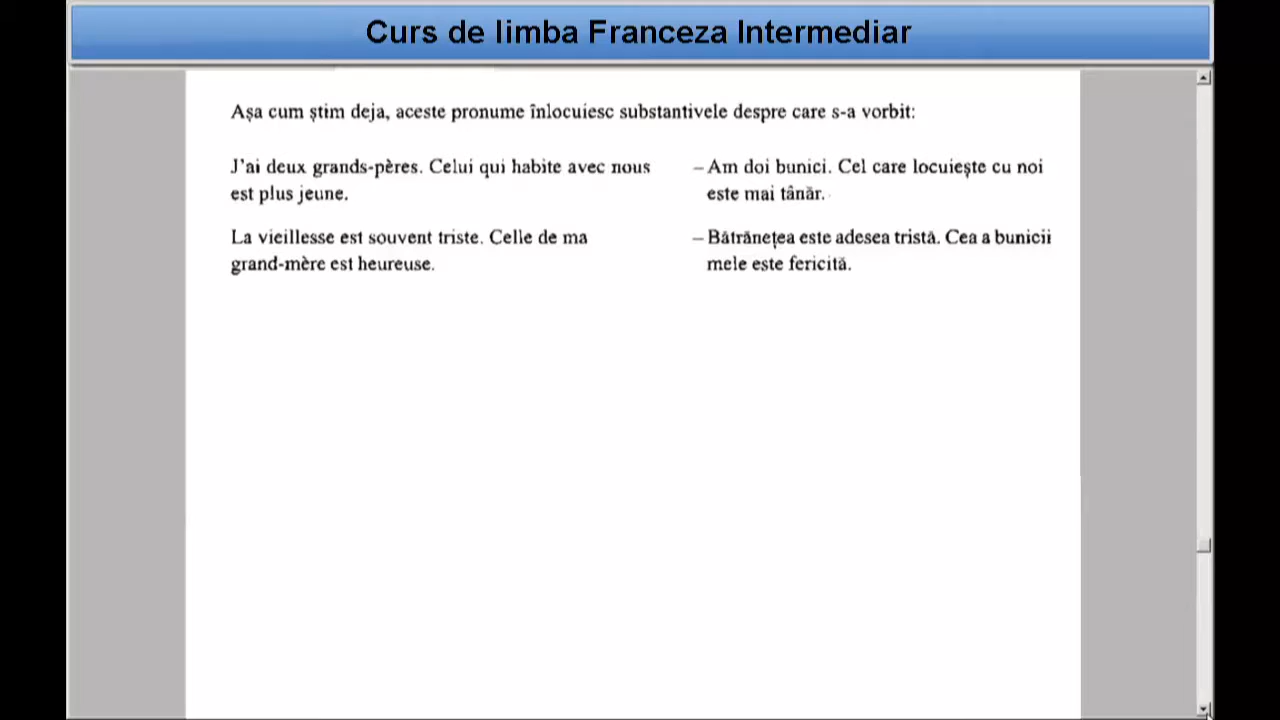 Curs de limba Franceza Intermediar
Așa cum știm deja, aceste pronume înlocuiesc substantivele despre care s-a vorbit:
J'ai deux grands-pères. Celui qui habite avec nous
est plus jeune.
– Am doi bunici. Cel care locuiește cu noi
este mai tânăr.
La vieillesse est souvent triste. Celle de ma
grand-mère est heureuse.
– Bătrânețea este adesea tristă. Cea a bunicii
mele este fericită.